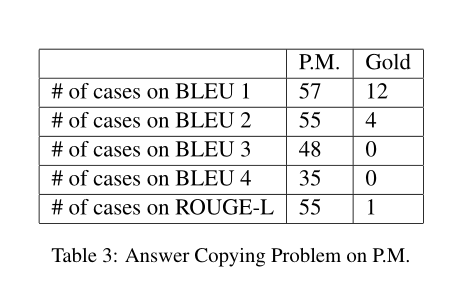 P.M. Gold
# of cases on BLEU 1 57 12
# of cases on BLEU 2 55 4
# of cases on BLEU 3 48 0
# of cases on BLEU 4 35 0
# of cases on ROUGE-L 55 1
Table 3: Answer Copying Problem on P.M.